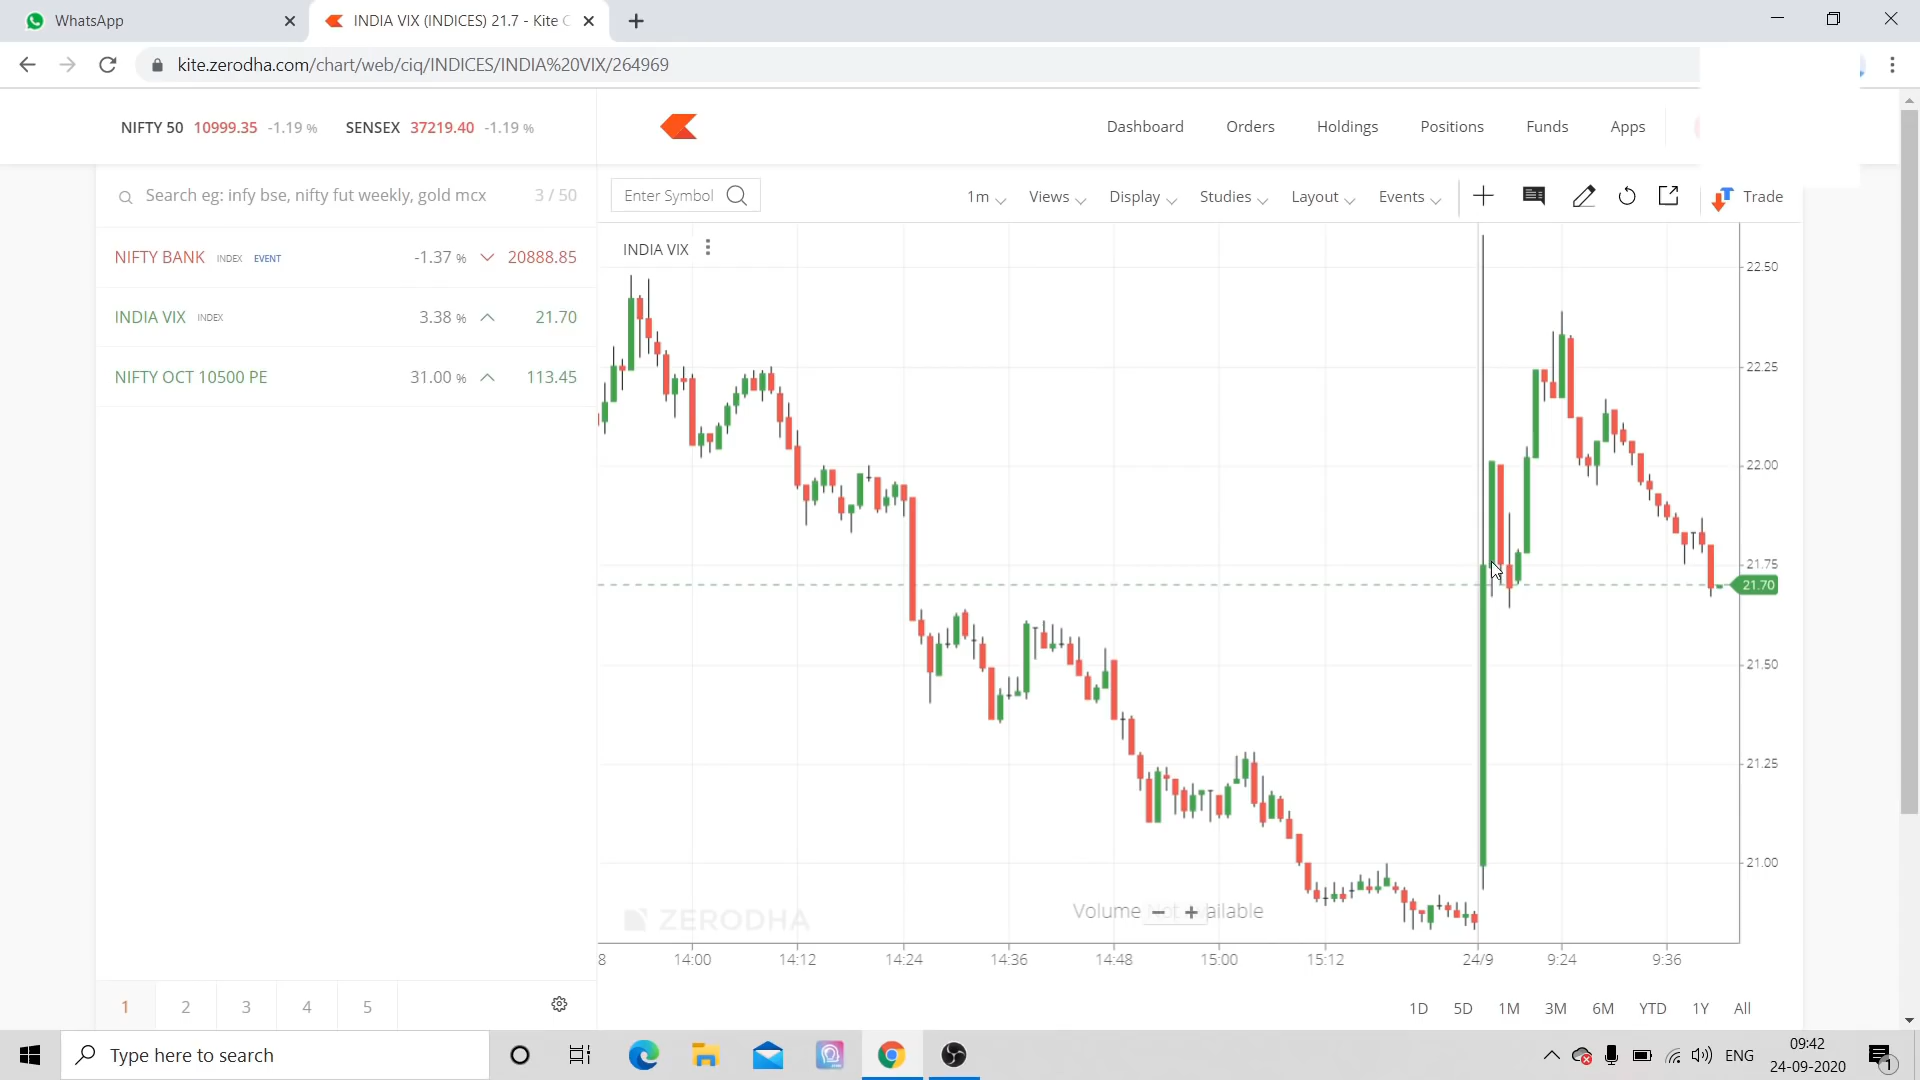 WhatsApp
INDIA VIX (INDICES) 21.7 - Kite C
kite.zerodha.com/chart/web/ciq/INDICES/INDIA%20VIX/264969
NIFTY 50 10999.35 -1.19 % SENSEX 37219.40 -1.19 %
Dashboard Orders Holdings Positions Funds Apps
Search eg: infy bse, nifty fut weekly, gold mcx 3 / 50
Enter Symbol 1m Views Display Studies Layout Events Trade
NIFTY BANK INDEX EVENT -1.37 % 20888.85
INDIA VIX INDEX 3.38 % 21.70
NIFTY OCT 10500 PE 31.00 % 113.45
INDIA VIX
22.50
22.25
22.00
21.75
21.70
21.50
21.25
21.00
Volume Not available
ZERODHA
8 14:00 14:12 14:24 14:36 14:48 15:00 15:12 24/9 9:24 9:36
1 2 3 4 5
1D 5D 1M 3M 6M YTD 1Y All
Type here to search
ENG
09:42
24-09-2020
1